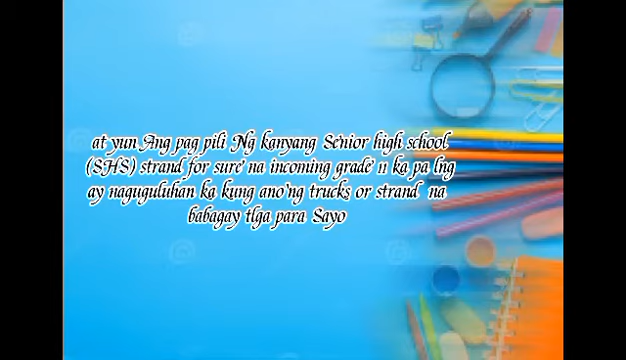 at yun Ang pag pili Ng kanyang Senior high school
(SHS) strand for sure na incoming grade 11 ka pa lng
ay naguguluhan ka kung ano'ng trucks or strand na
babagay tlga para Sayo